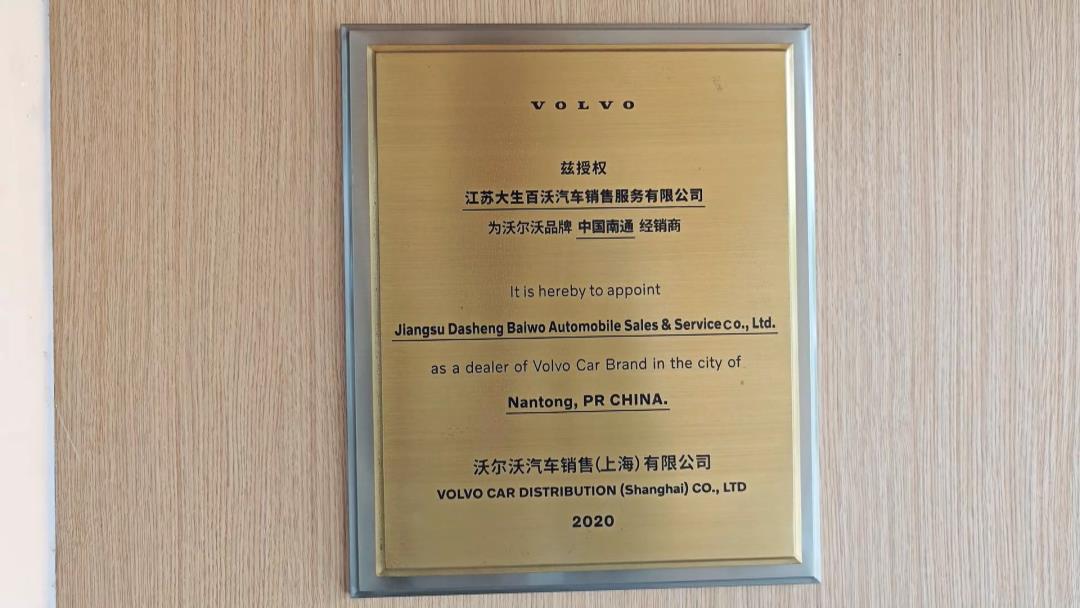 VOLVO
兹授权
江苏大生百沃汽车销售服务有限公司
为沃尔沃品牌 中国南通 经销商
It is hereby to appoint
Jiangsu Dasheng Baiwo Automobile Sales & Service co., Ltd.
as a dealer of Volvo Car Brand in the city of
Nantong, PR CHINA.
沃尔沃汽车销售(上海)有限公司
VOLVO CAR DISTRIBUTION (Shanghai) CO., LTD
2020